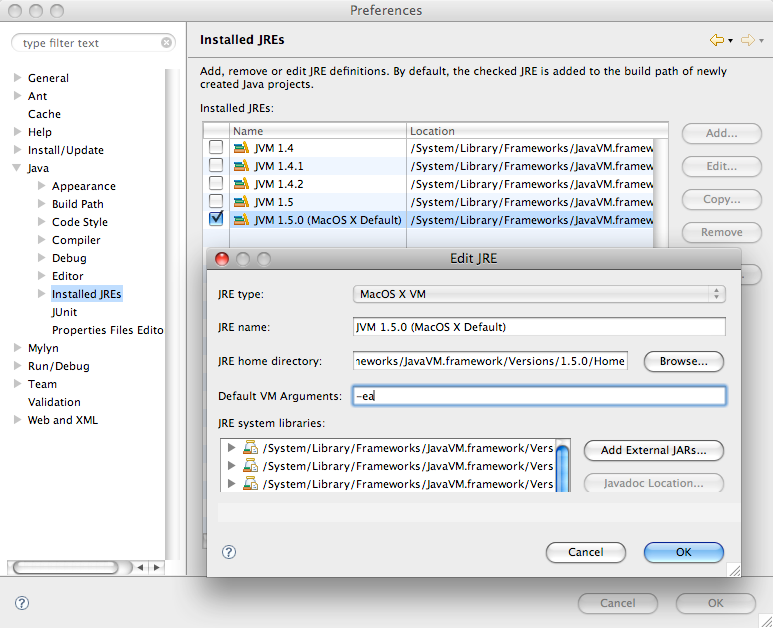 Preferences
type filter text
General
Ant
Cache
Help
Install/Update
Java
Appearance
Build Path
Code Style
Compiler
Debug
Editor
Installed JREs
JUnit
Properties Files Edito
Mylyn
Run/Debug
Team
Validation
Web and XML
Installed JREs
Add, remove or edit JRE definitions. By default, the checked JRE is added to the build path of newly
created Java projects.
Installed JREs:
Name Location
JVM 1.4 /System/Library/Frameworks/JavaVM.framew
JVM 1.4.1 /System/Library/Frameworks/JavaVM.framew
JVM 1.4.2 /System/Library/Frameworks/JavaVM.framew
JVM 1.5 /System/Library/Frameworks/JavaVM.framew
JVM 1.5.0 (MacOS X Default) /System/Library/Frameworks/JavaVM.framew
Add...
Edit...
Copy...
Remove
Edit JRE
JRE type: MacOS X VM
JRE name: JVM 1.5.0 (MacOS X Default)
JRE home directory: neworks/JavaVM.framework/Versions/1.5.0/Home Browse...
Default VM Arguments: -ea
JRE system libraries:
/System/Library/Frameworks/JavaVM.framework/Vers
/System/Library/Frameworks/JavaVM.framework/Vers
/System/Library/Frameworks/JavaVM.framework/Vers
Add External JARs...
Javadoc Location...
? Cancel OK
? Cancel OK